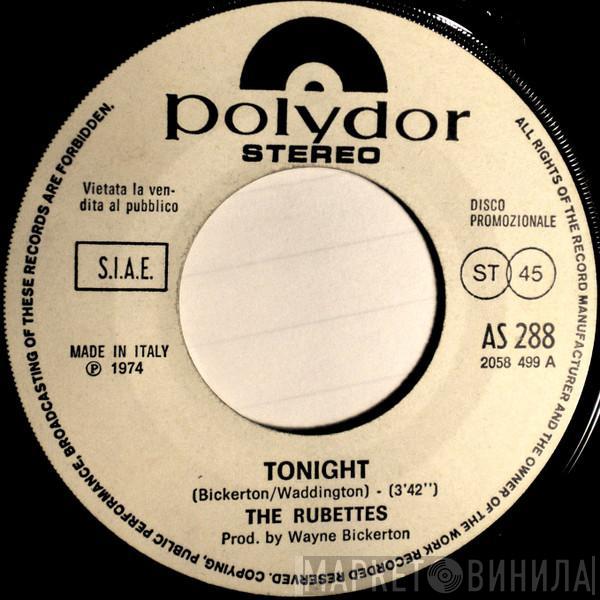 polydor
STEREO
Vietata la ven-
dita al pubblico
DISCO
PROMOZIONALE
S.I.A.E.
ST 45
MADE IN ITALY
℗ 1974
AS 288
2058 499 A
TONIGHT
(Bickerton/Waddington) - (3'42'')
THE RUBETTES
Prod. by Wayne Bickerton
ALL RIGHTS OF THE RECORD MANUFACTURER AND THE OWNER OF THE WORK RECORDED RESERVED. COPYING, PUBLIC PERFORMANCE, BROADCASTING OF THESE RECORDS ARE FORBIDDEN.
МАРКЕТ ВИНИЛА